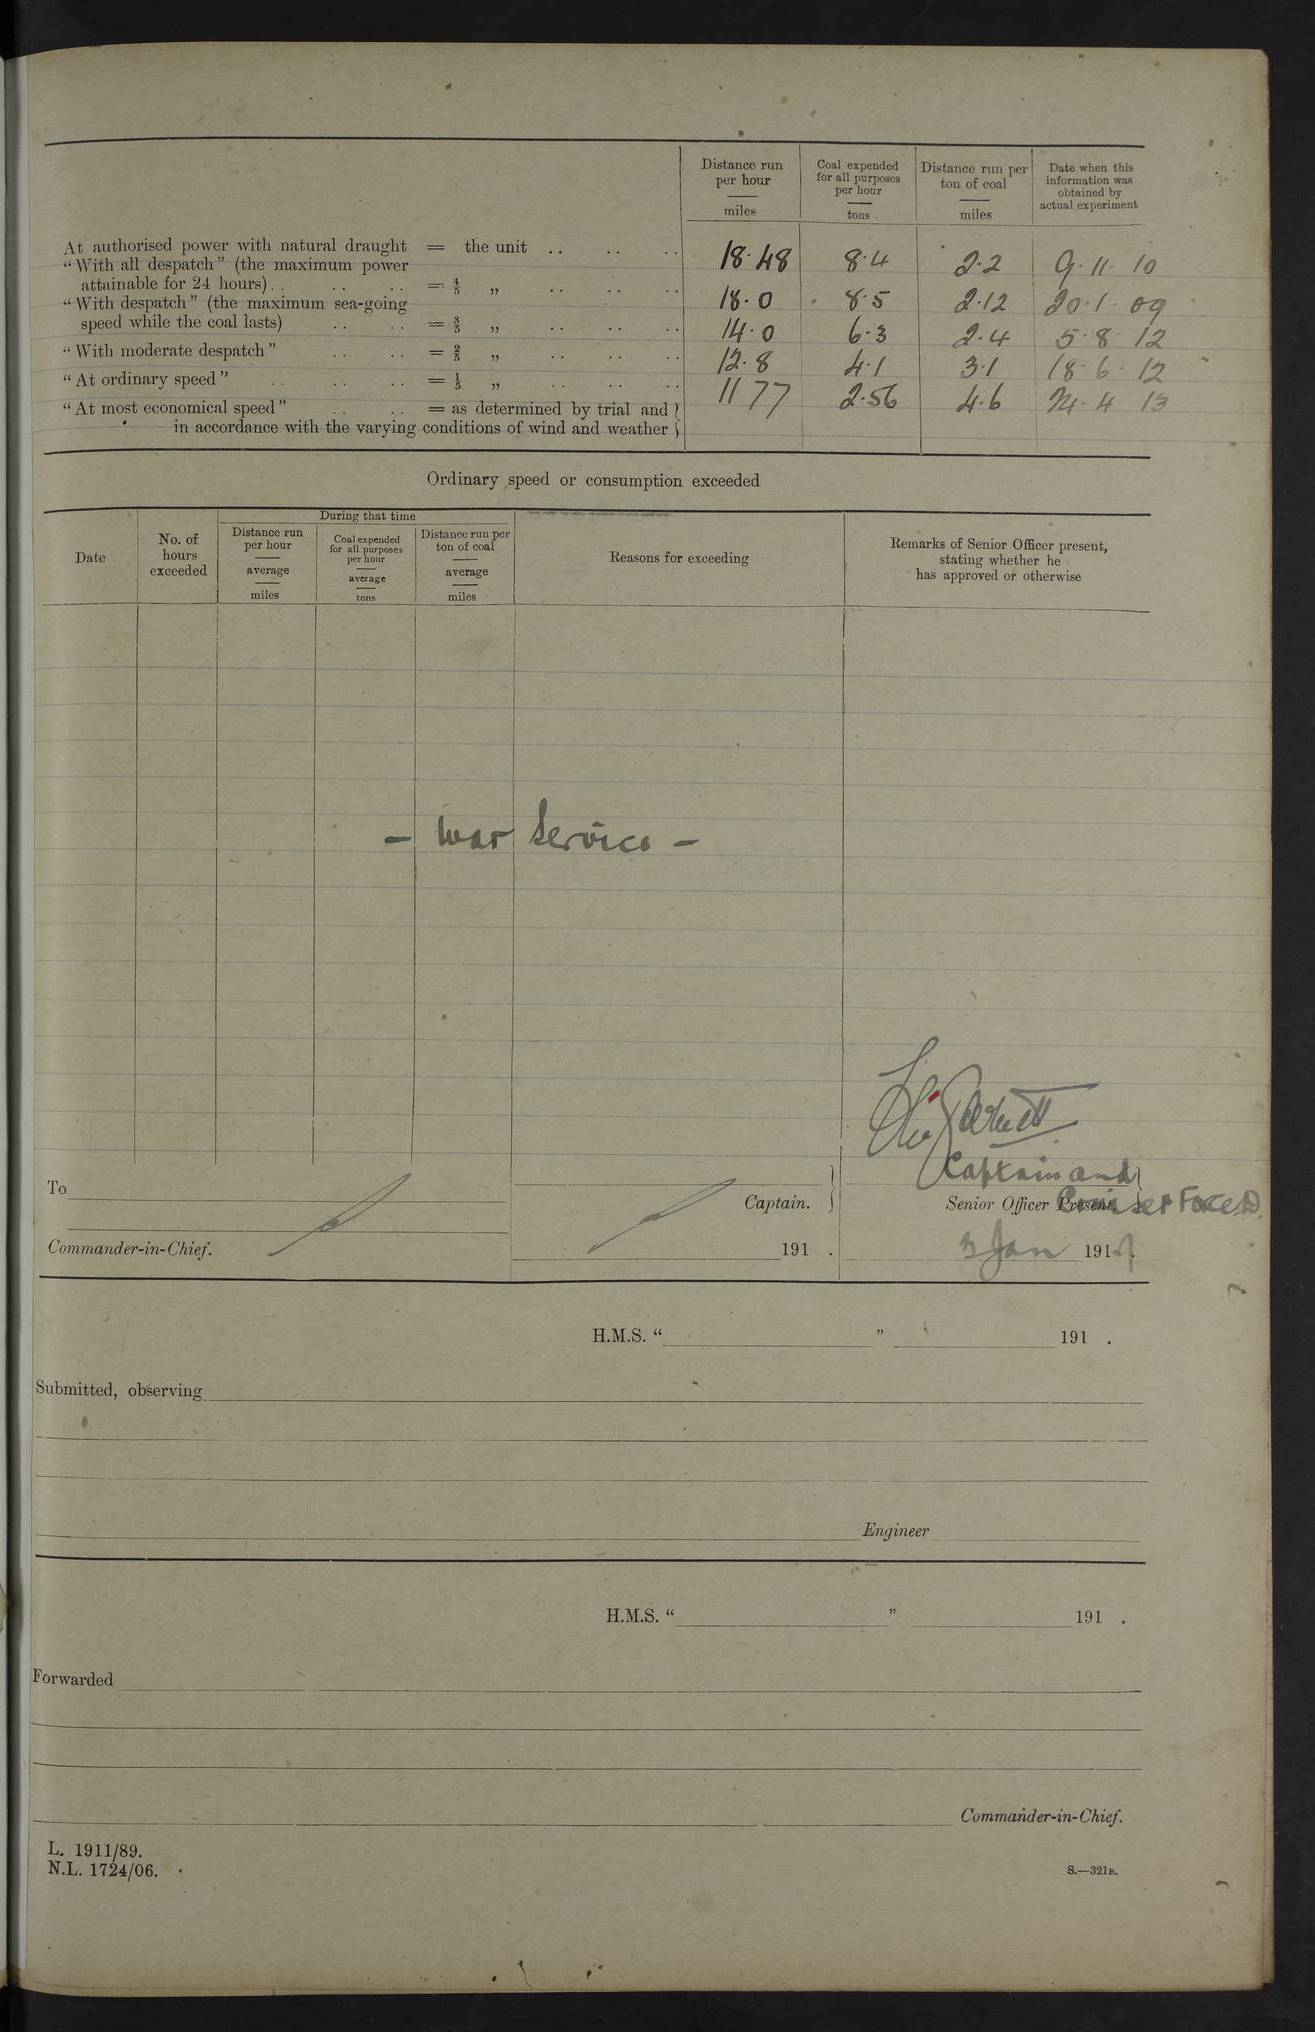 Distance run per hour — miles
Coal expended for all purposes per hour — tons
Distance run per ton of coal — miles
Date when this information was obtained by actual experiment
At authorised power with natural draught = the unit .. .. ..
18.48 8.4 2.2 9.11.10
"With all despatch" (the maximum power
attainable for 24 hours). . .. .. = 4/5 „ .. .. ..
18.0 8.5 2.12 20.1.09
"With despatch" (the maximum sea-going
speed while the coal lasts) .. .. = 3/5 „ .. .. ..
14.0 6.3 2.4 5.8.12
"With moderate despatch" .. .. = 2/5 „ .. .. ..
12.8 4.1 3.1 18.6.12
"At ordinary speed" .. .. .. = 1/5 „ .. .. ..
11 77 2.56 4.6 24.4.13
"At most economical speed" .. .. = as determined by trial and }
in accordance with the varying conditions of wind and weather }
Ordinary speed or consumption exceeded
During that time
Date
No. of hours exceeded
Distance run per hour — average — miles
Coal expended for all purposes per hour — average — tons
Distance run per ton of coal — average — miles
Reasons for exceeding
Remarks of Senior Officer present, stating whether he has approved or otherwise
- War Service -
Captain and
To
Captain. }
Senior Officer Present. }
Cruiser Force D.
Commander-in-Chief.
191 .
3 Jan 191 .
H.M.S. " " 191 .
Submitted, observing
Engineer
H.M.S. " " 191 .
Forwarded
Commander-in-Chief.
L. 1911/89.
N.L. 1724/06.
S.—321B.